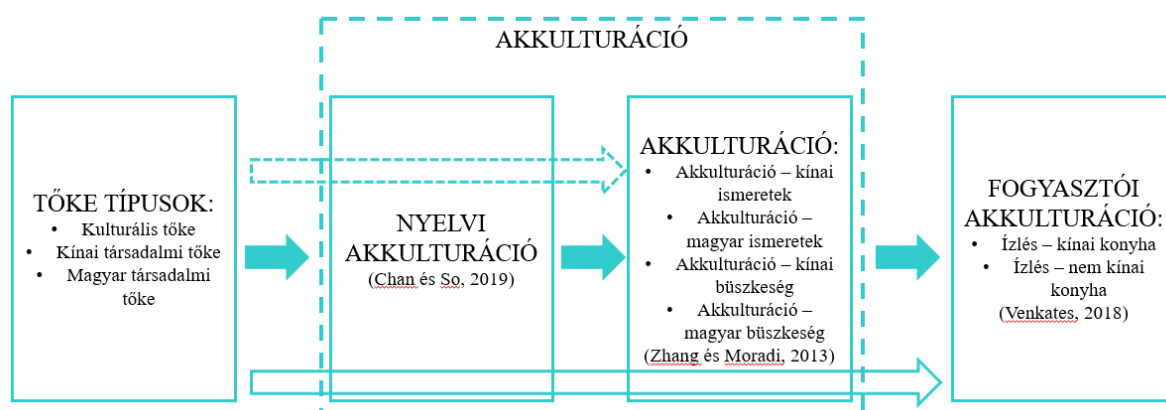 AKKULTURÁCIÓ
TŐKE TÍPUSOK:
• Kulturális tőke
• Kínai társadalmi tőke
• Magyar társadalmi
tőke
NYELVI
AKKULTURÁCIÓ
(Chan és So, 2019)
AKKULTURÁCIÓ:
• Akkulturáció – kínai
ismeretek
• Akkulturáció –
magyar ismeretek
• Akkulturáció – kínai
büszkeség
• Akkulturáció –
magyar büszkeség
(Zhang és Moradi, 2013)
FOGYASZTÓI
AKKULTURÁCIÓ:
• Ízlés – kínai konyha
• Ízlés – nem kínai
konyha
(Venkates, 2018)